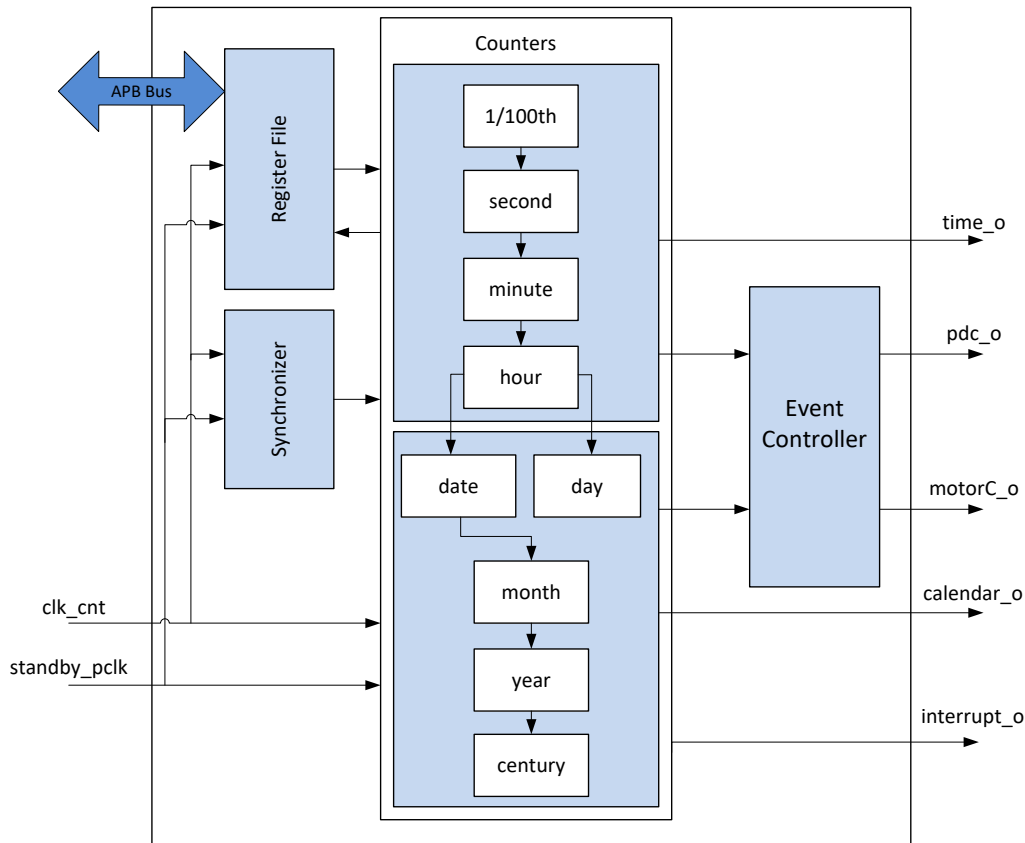 Counters
APB Bus
Register File
1/100th
second
minute
hour
time_o
pdc_o
Synchronizer
Event
Controller
date
day
motorC_o
month
calendar_o
clk_cnt
standby_pclk
year
interrupt_o
century